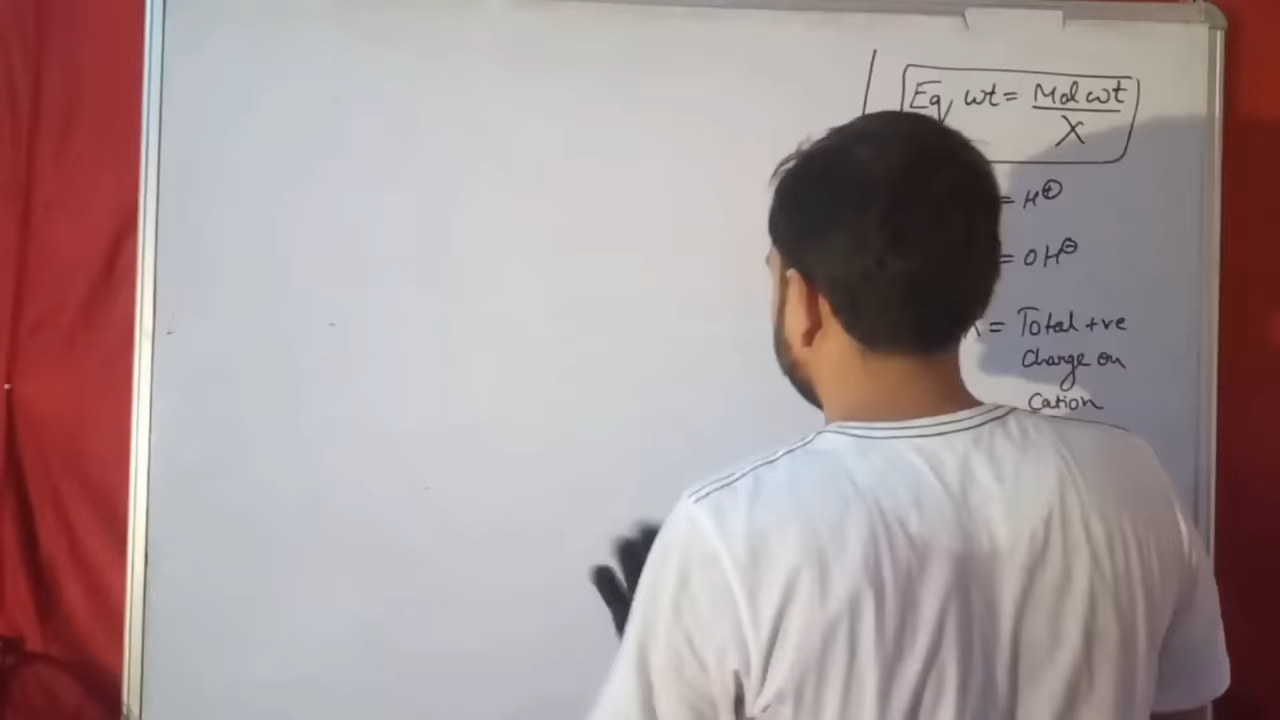 Eq. wt = Mol wt
X
= H⊕
= OH⊖
X = Total +ve
Charge on
Cation